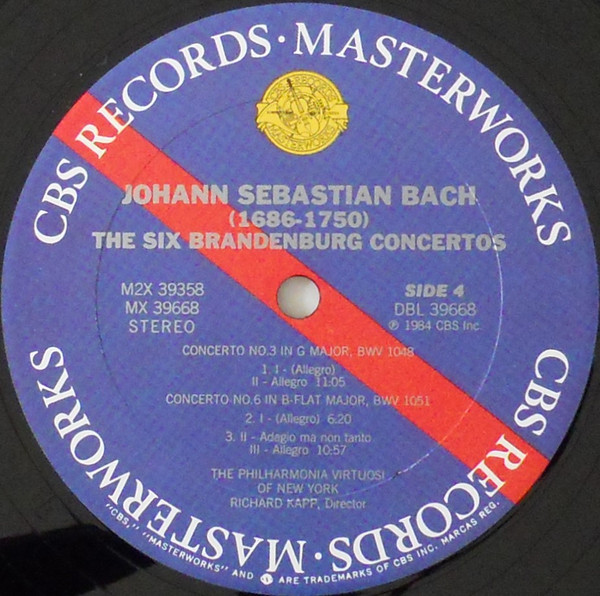 CBS RECORDS · MASTERWORKS
JOHANN SEBASTIAN BACH
(1686-1750)
THE SIX BRANDENBURG CONCERTOS
M2X 39358
MX 39668
STEREO
SIDE 4
DBL 39668
℗ 1984 CBS Inc.
CONCERTO NO.3 IN G MAJOR, BWV 1048
1. I - (Allegro)
II - Allegro 11:05
CONCERTO NO.6 IN B-FLAT MAJOR, BWV 1051
2. I - (Allegro) 6:20
3. II - Adagio ma non tanto
III - Allegro 10:57
THE PHILHARMONIA VIRTUOSI
OF NEW YORK
RICHARD KAPP, Director
CBS RECORDS · MASTERWORKS
"CBS," "MASTERWORKS" AND ARE TRADEMARKS OF CBS INC. MARCAS REG.